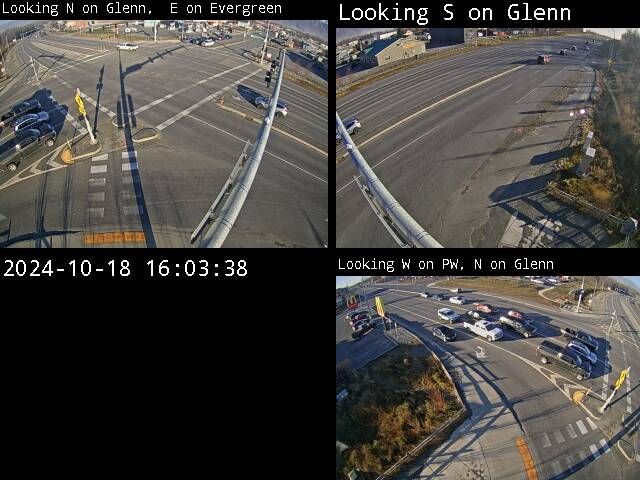 Looking N on Glenn, E on Evergreen
Looking S on Glenn
2024-10-18 16:03:38
Looking W on PW, N on Glenn